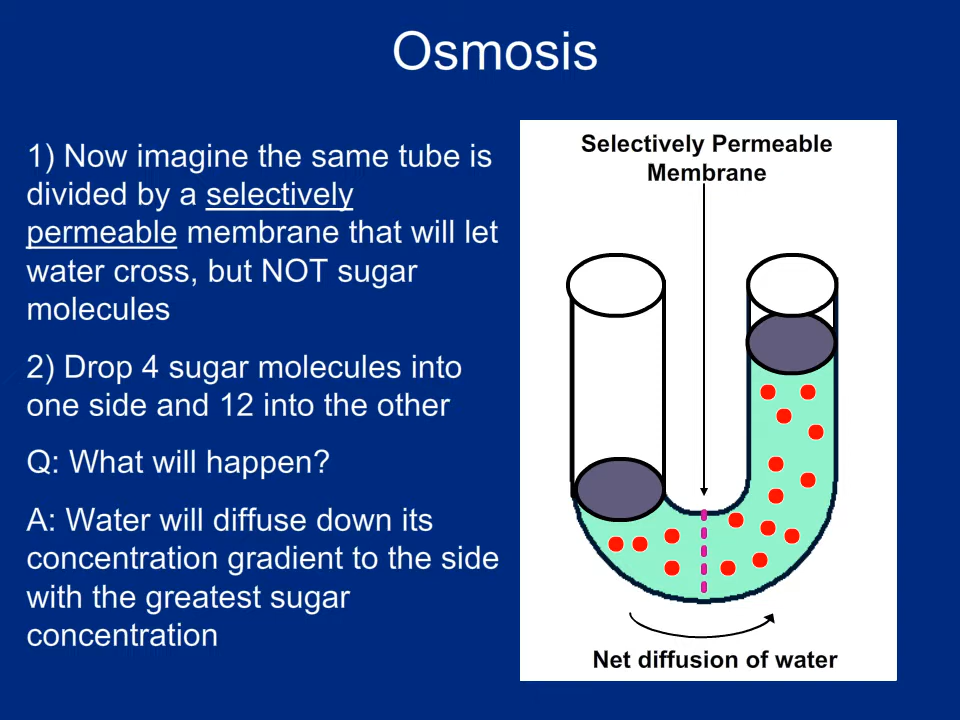 Osmosis
1) Now imagine the same tube is
divided by a selectively
permeable membrane that will let
water cross, but NOT sugar
molecules
2) Drop 4 sugar molecules into
one side and 12 into the other
Q: What will happen?
A: Water will diffuse down its
concentration gradient to the side
with the greatest sugar
concentration
Selectively Permeable
Membrane
Net diffusion of water